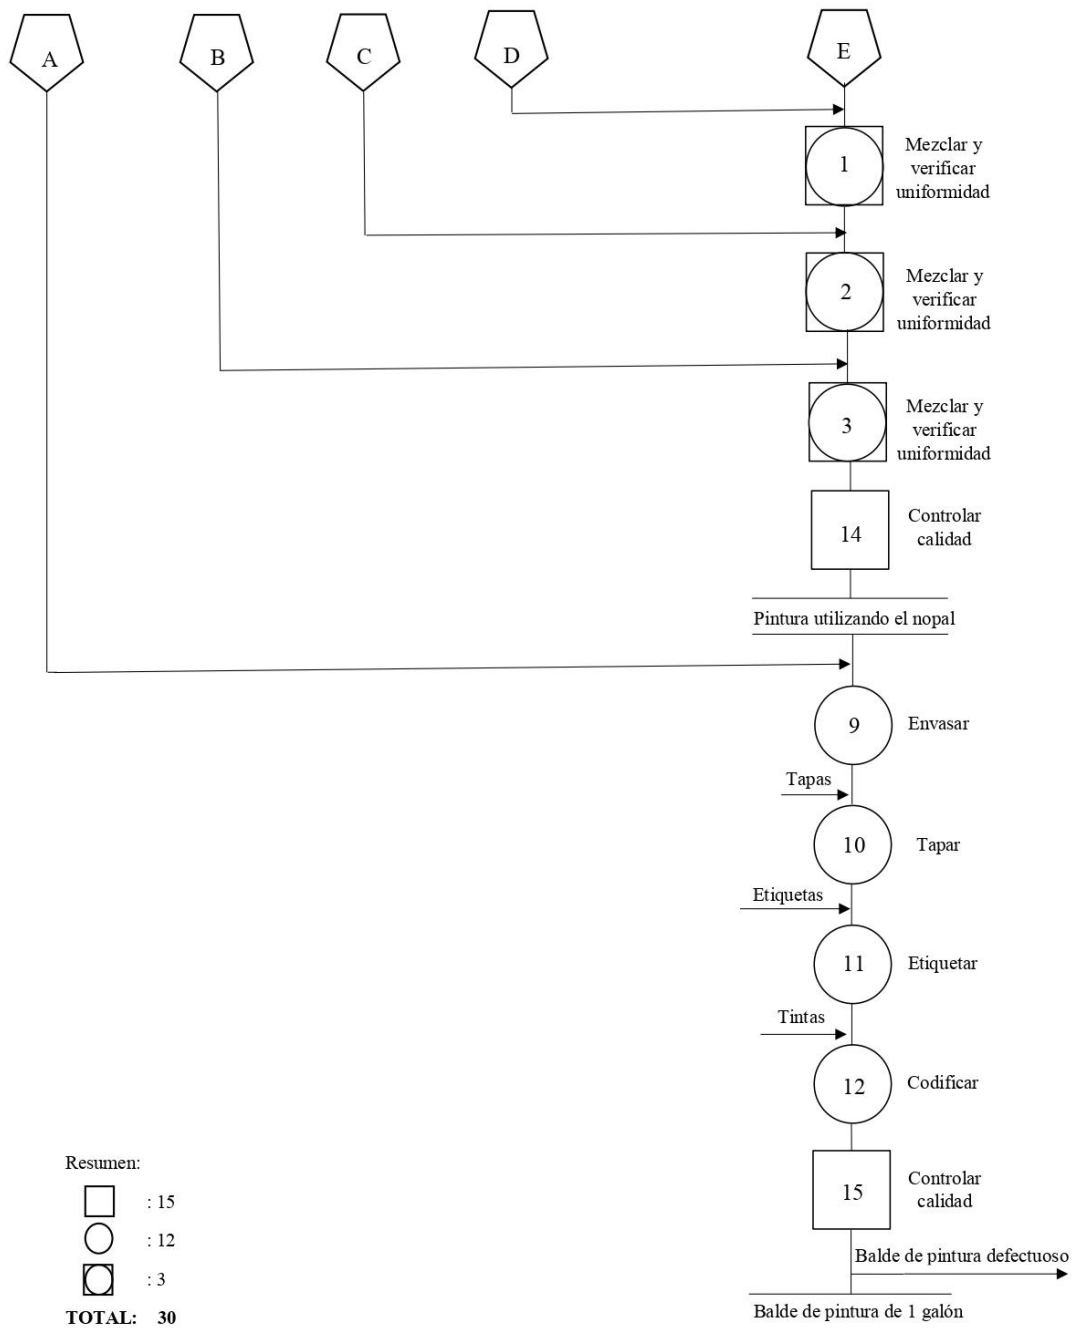 A
B
C
D
E
1
Mezclar y
verificar
uniformidad
2
Mezclar y
verificar
uniformidad
3
Mezclar y
verificar
uniformidad
14
Controlar
calidad
Pintura utilizando el nopal
9
Envasar
Tapas
10
Tapar
Etiquetas
11
Etiquetar
Tintas
12
Codificar
15
Controlar
calidad
Balde de pintura defectuoso
Balde de pintura de 1 galón
Resumen:
: 15
: 12
: 3
TOTAL: 30